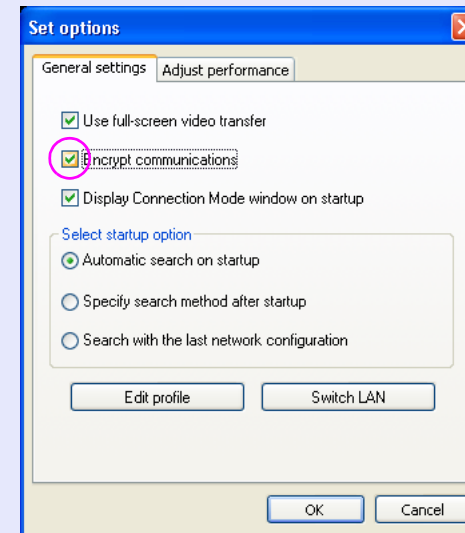 Set options
General settings Adjust performance
Use full-screen video transfer
Encrypt communications
Display Connection Mode window on startup
Select startup option
Automatic search on startup
Specify search method after startup
Search with the last network configuration
Edit profile Switch LAN
OK Cancel